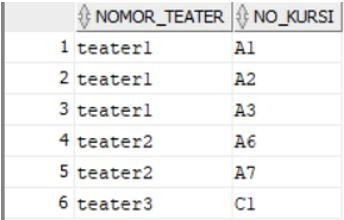 NOMOR_TEATER NO_KURSI
1 teater1 A1
2 teater1 A2
3 teater1 A3
4 teater2 A6
5 teater2 A7
6 teater3 C1